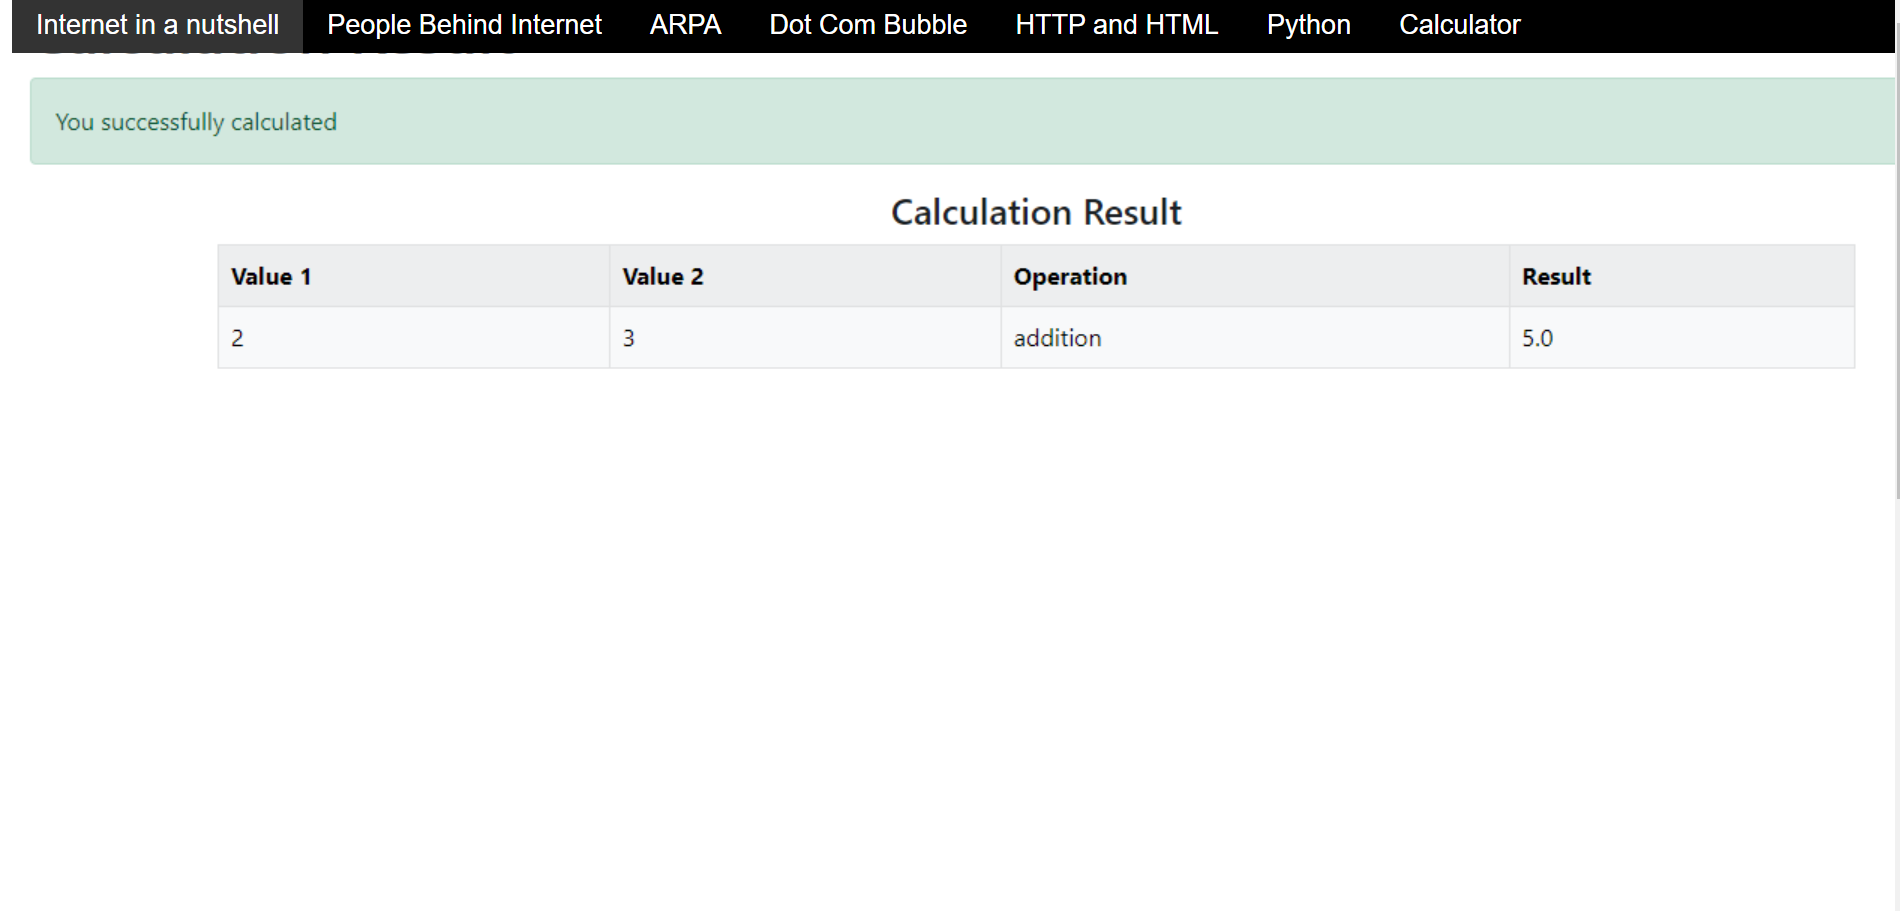 Internet in a nutshell People Behind Internet ARPA Dot Com Bubble HTTP and HTML Python Calculator
You successfully calculated
Calculation Result
Value 1 Value 2 Operation Result
2 3 addition 5.0